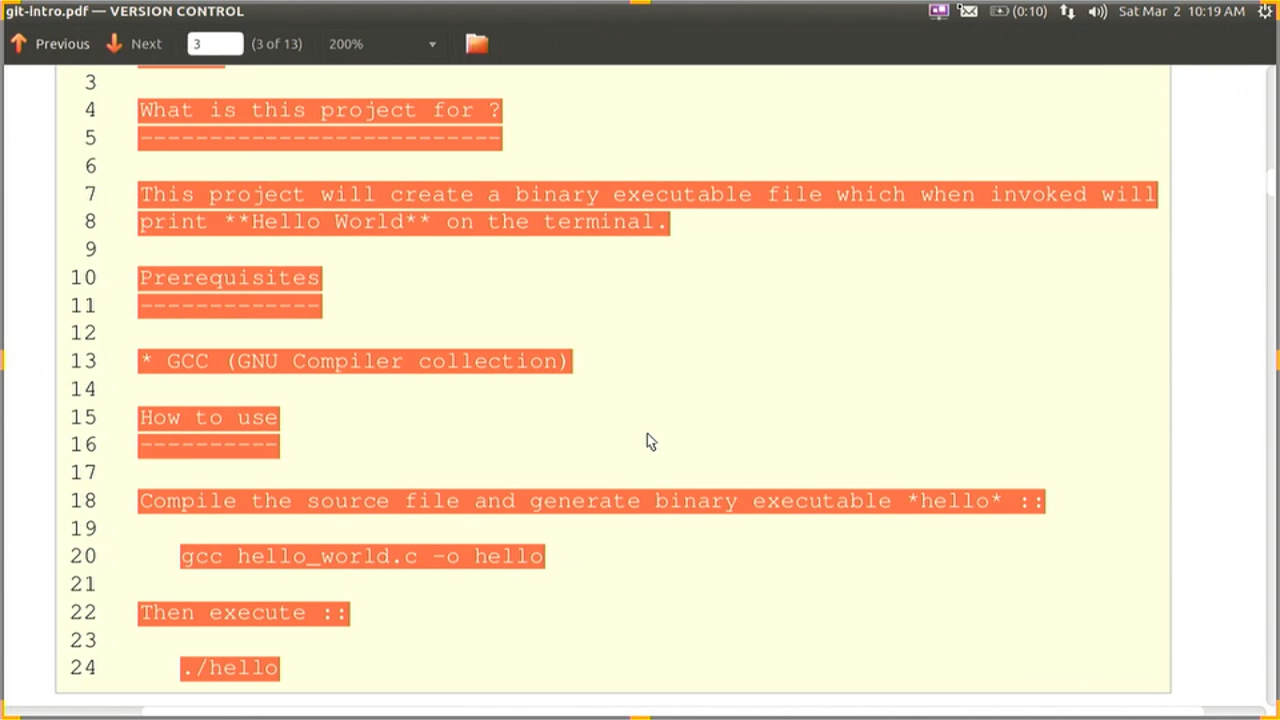 git-intro.pdf — VERSION CONTROL (0:10) Sat Mar 2 10:19 AM
Previous Next 3 (3 of 13) 200%
3
4 What is this project for ?
5 --------------------------
6
7 This project will create a binary executable file which when invoked will
8 print **Hello World** on the terminal.
9
10 Prerequisites
11 -------------
12
13 * GCC (GNU Compiler collection)
14
15 How to use
16 ----------
17
18 Compile the source file and generate binary executable *hello* ::
19
20 gcc hello_world.c -o hello
21
22 Then execute ::
23
24 ./hello